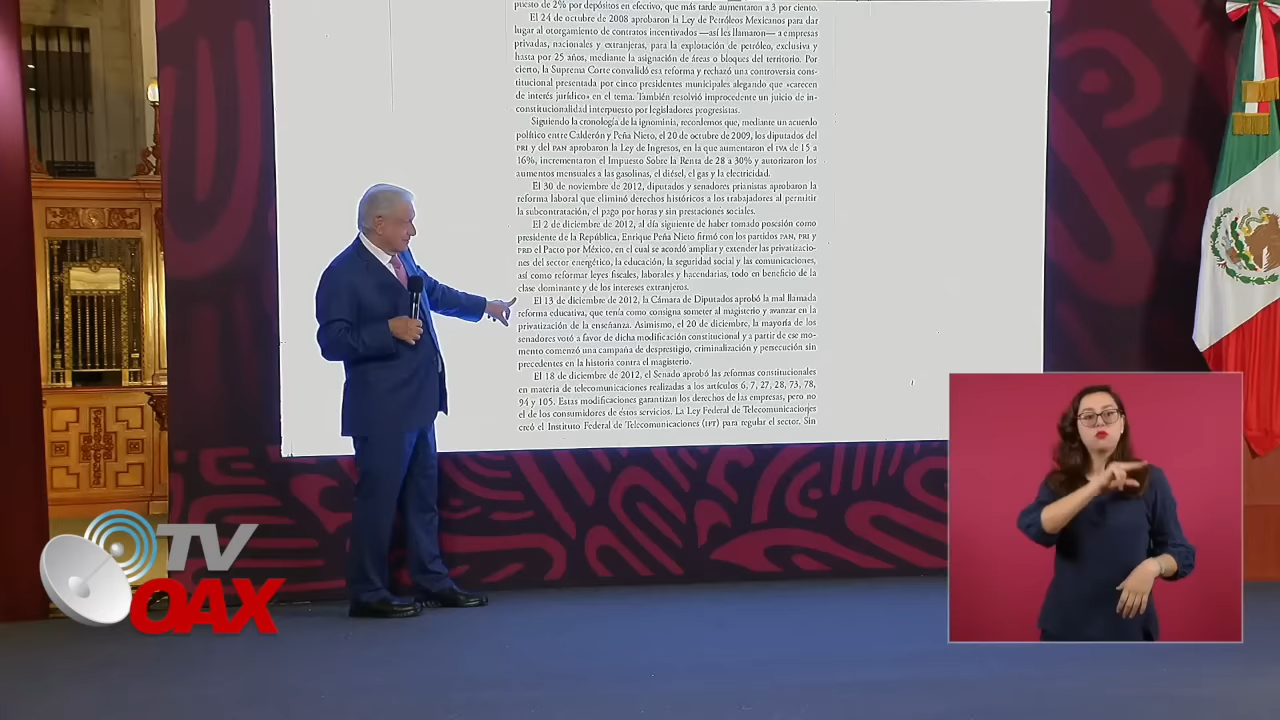 puesto de 2% por depósitos en efectivo, que más tarde aumentaron a 3 por ciento.
El 24 de octubre de 2008 aprobaron la Ley de Petróleos Mexicanos para dar
lugar al otorgamiento de contratos incentivados —así les llamaron— a empresas
privadas, nacionales y extranjeras, para la explotación de petróleo, exclusiva y
hasta por 25 años, mediante la asignación de áreas o bloques del territorio. Por
cierto, la Suprema Corte convalidó esa reforma y rechazó una controversia cons-
titucional presentada por cinco presidentes municipales alegando que «carecen
de interés jurídico» en el tema. También resolvió improcedente un juicio de in-
constitucionalidad interpuesto por legisladores progresistas.
Siguiendo la cronología de la ignominia, recordemos que, mediante un acuerdo
político entre Calderón y Peña Nieto, el 20 de octubre de 2009, los diputados del
PRI y del PAN aprobaron la Ley de Ingresos, en la que aumentaron el IVA de 15 a
16%, incrementaron el Impuesto Sobre la Renta de 28 a 30% y autorizaron los
aumentos mensuales a las gasolinas, el diésel, el gas y la electricidad.
El 30 de noviembre de 2012, diputados y senadores prianistas aprobaron la
reforma laboral que eliminó derechos históricos a los trabajadores al permitir
la subcontratación, el pago por horas y sin prestaciones sociales.
El 2 de diciembre de 2012, al día siguiente de haber tomado posesión como
presidente de la República, Enrique Peña Nieto firmó con los partidos PAN, PRI y
PRD el Pacto por México, en el cual se acordó ampliar y extender las privatizacio-
nes del sector energético, la educación, la seguridad social y las comunicaciones,
así como reformar leyes fiscales, laborales y hacendarias, todo en beneficio de la
clase dominante y de los intereses extranjeros.
El 13 de diciembre de 2012, la Cámara de Diputados aprobó la mal llamada
reforma educativa, que tenía como consigna someter al magisterio y avanzar en la
privatización de la enseñanza. Asimismo, el 20 de diciembre, la mayoría de los
senadores votó a favor de dicha modificación constitucional y a partir de ese mo-
mento comenzó una campaña de desprestigio, criminalización y persecución sin
precedentes en la historia contra el magisterio.
El 18 de diciembre de 2012, el Senado aprobó las reformas constitucionales
en materia de telecomunicaciones realizadas a los artículos 6, 7, 27, 28, 73, 78,
94 y 105. Estas modificaciones garantizan los derechos de las empresas, pero no
el de los consumidores de estos servicios. La Ley Federal de Telecomunicaciones
creó el Instituto Federal de Telecomunicaciones (IFT) para regular el sector. Sin
TV
OAX